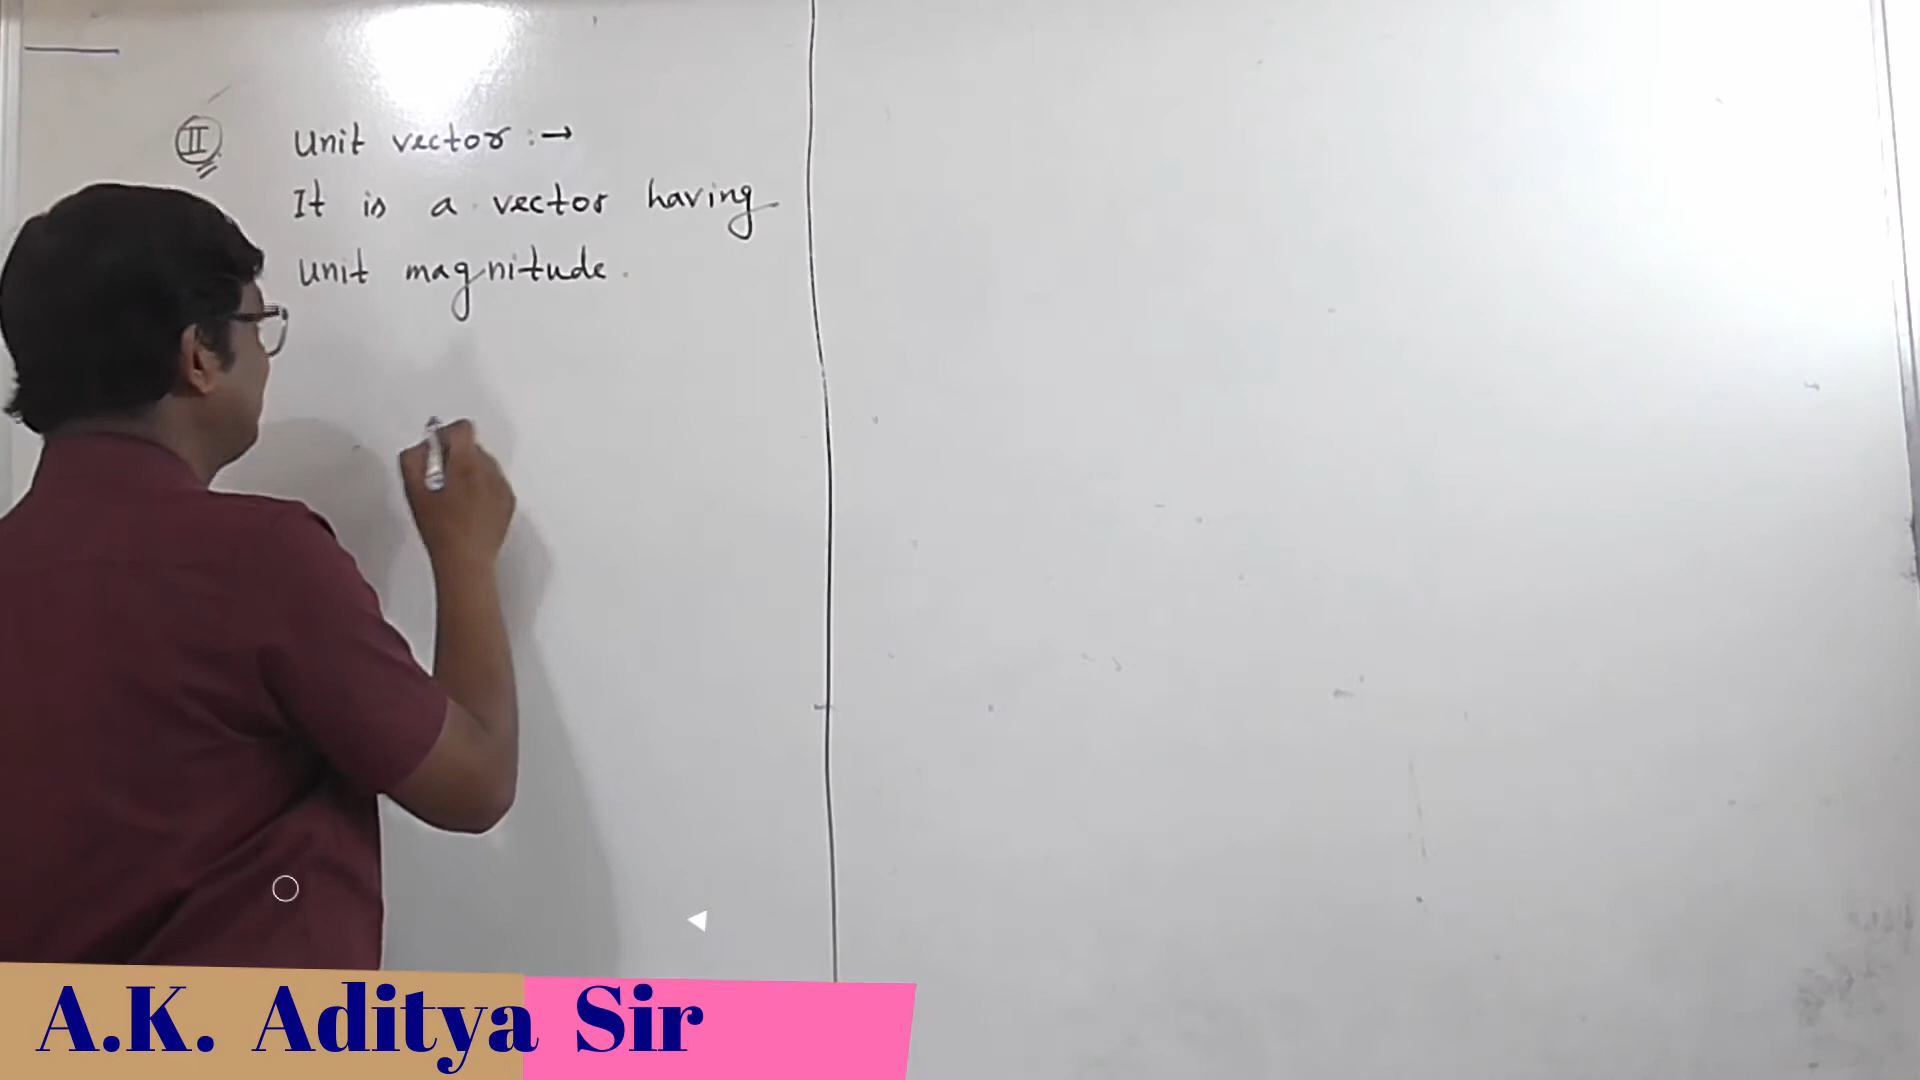 II Unit vector :→
It is a vector having
unit magnitude.
A.K. Aditya Sir